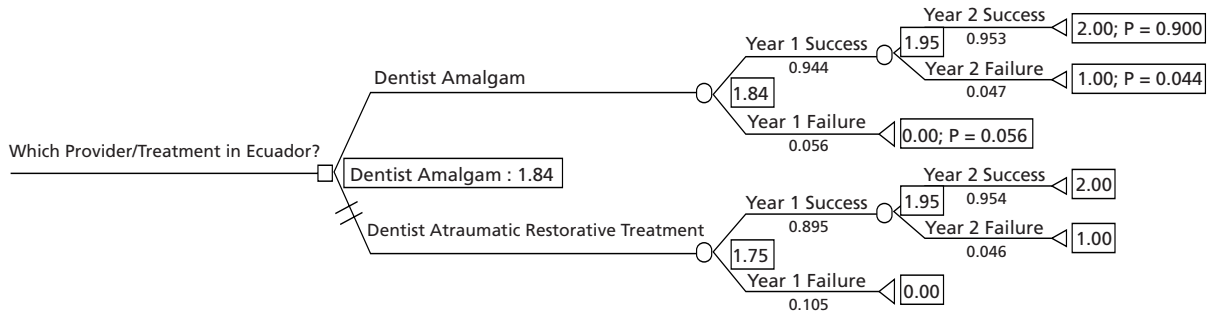 Which Provider/Treatment in Ecuador?
Dentist Amalgam : 1.84
Dentist Amalgam
1.84
Year 1 Success
0.944
1.95
Year 2 Success
0.953
2.00; P = 0.900
Year 2 Failure
0.047
1.00; P = 0.044
Year 1 Failure
0.056
0.00; P = 0.056
Dentist Atraumatic Restorative Treatment
1.75
Year 1 Success
0.895
1.95
Year 2 Success
0.954
2.00
Year 2 Failure
0.046
1.00
Year 1 Failure
0.105
0.00